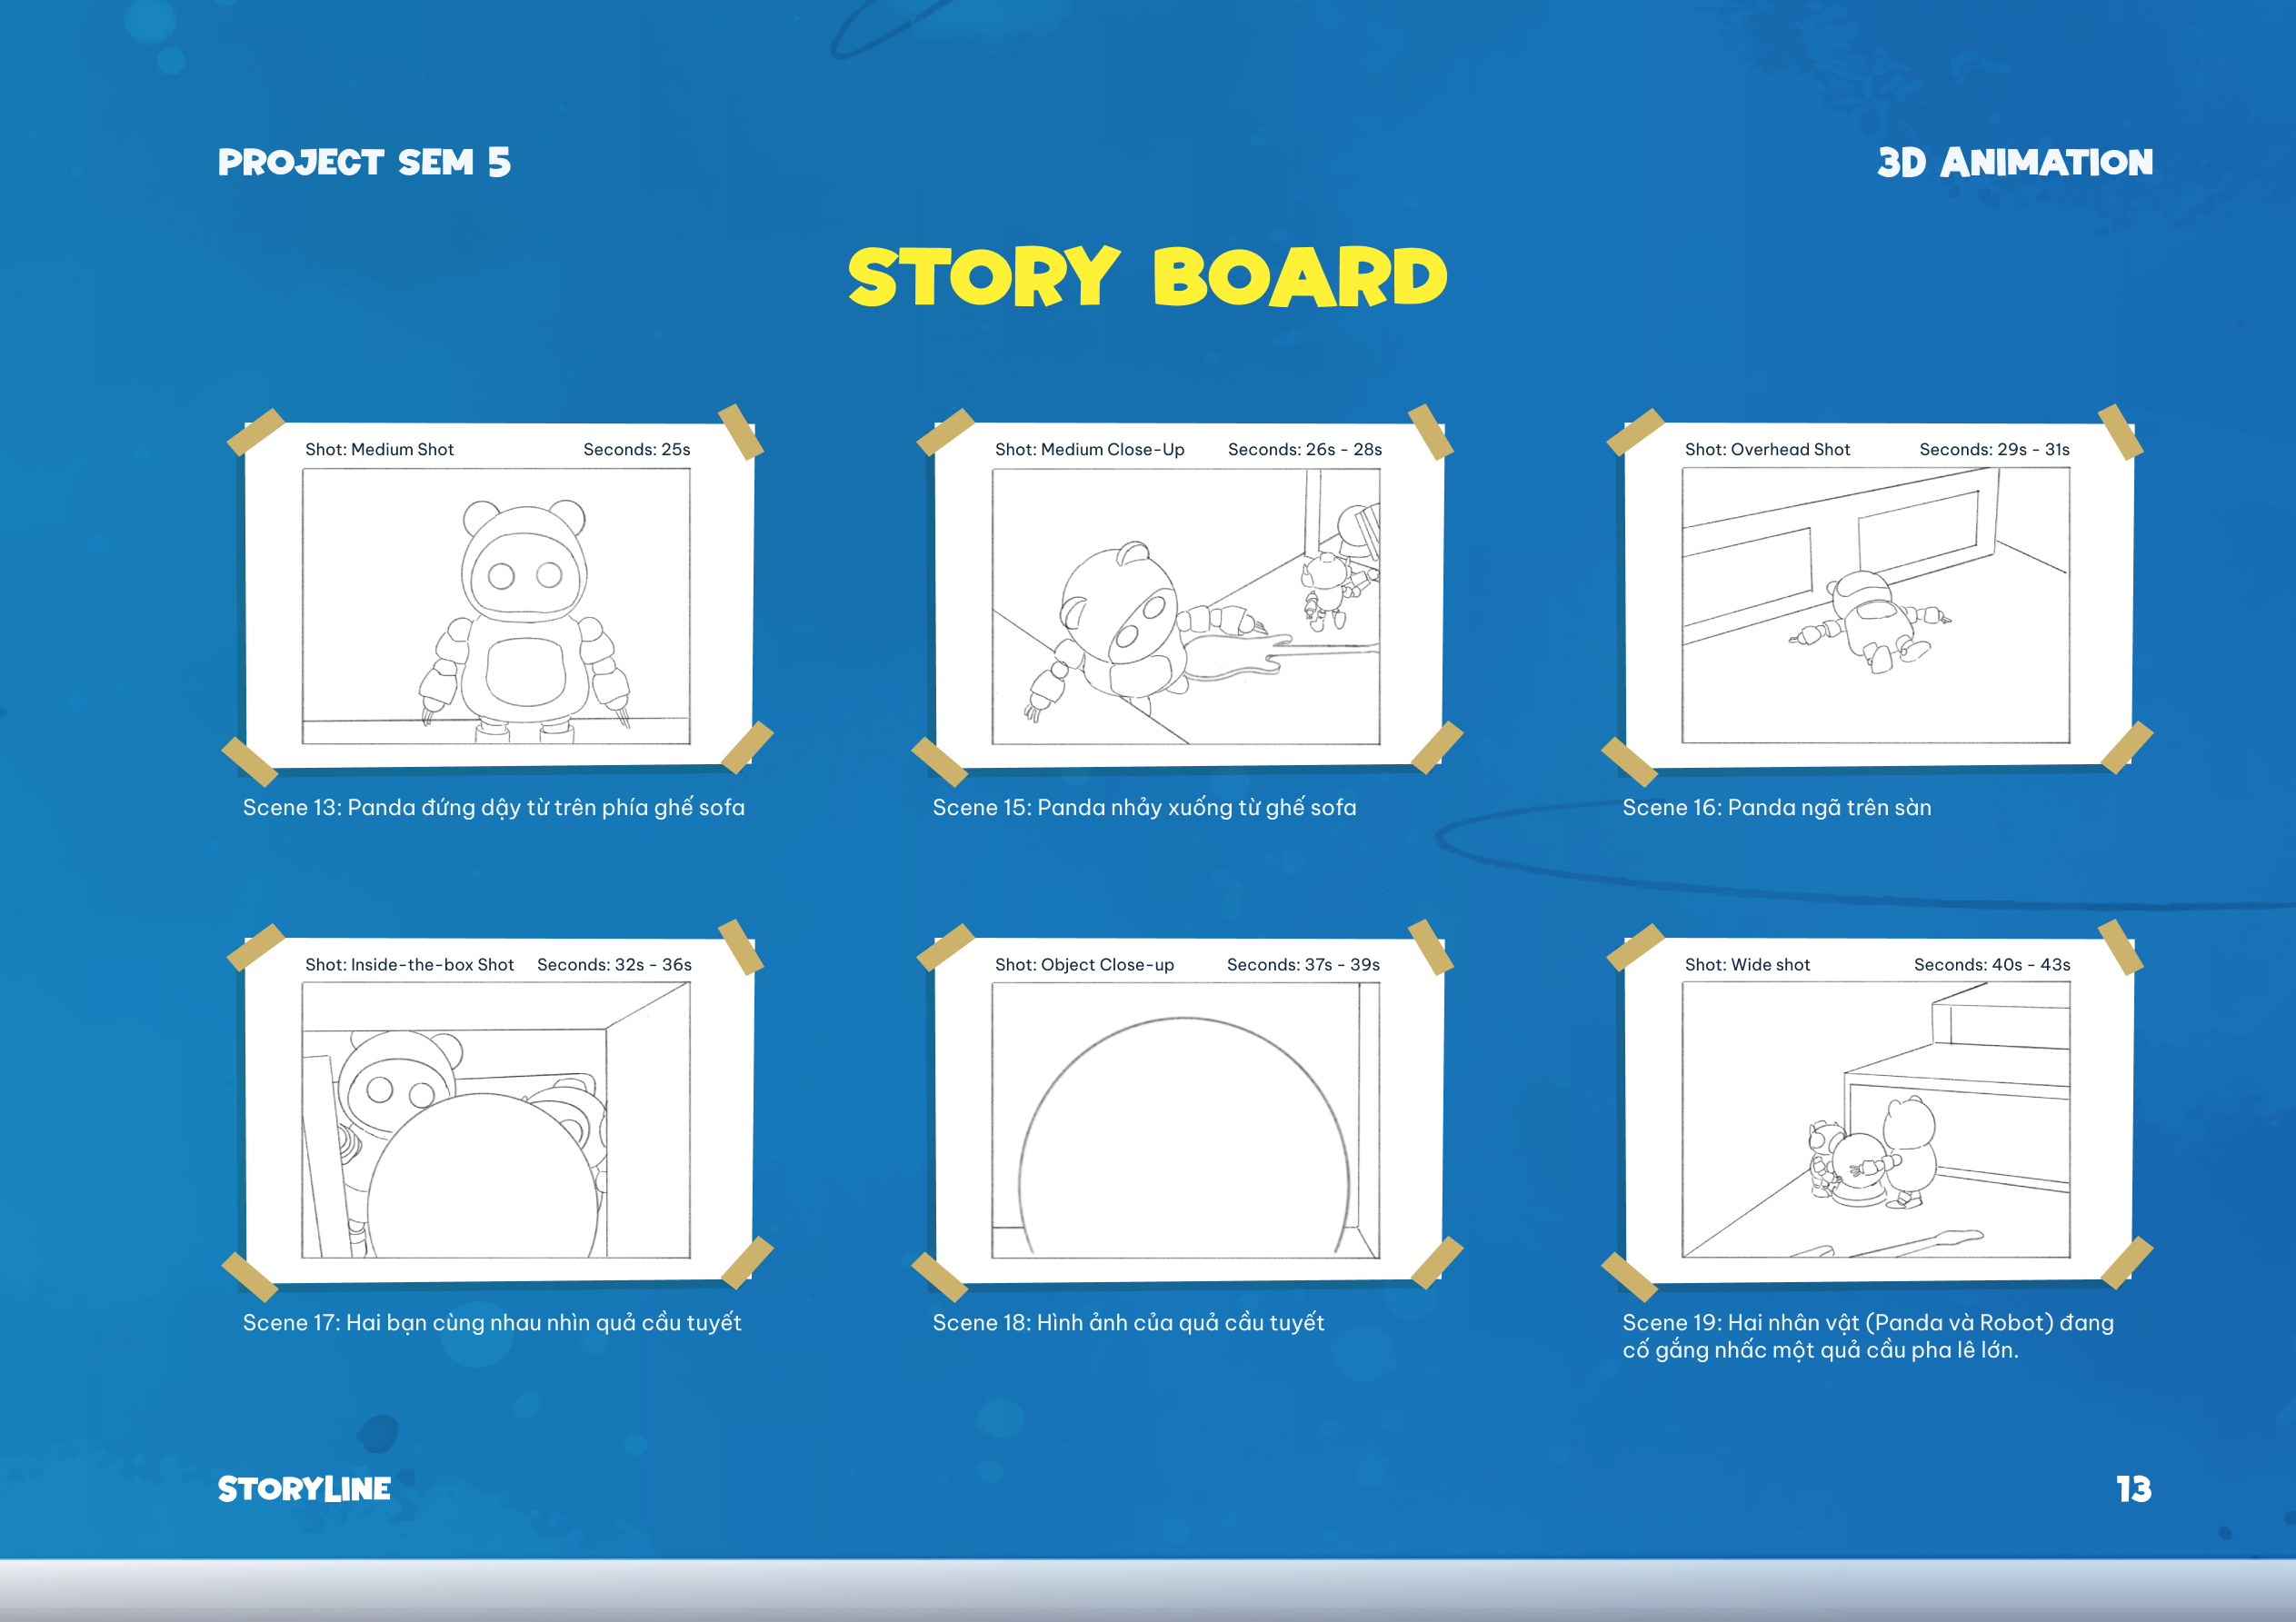 PROJECT SEM 5
3D ANIMATION
STORY BOARD
Shot: Medium Shot Seconds: 25s
Scene 13: Panda đứng dậy từ trên phía ghế sofa
Shot: Medium Close-Up Seconds: 26s - 28s
Scene 15: Panda nhảy xuống từ ghế sofa
Shot: Overhead Shot Seconds: 29s - 31s
Scene 16: Panda ngã trên sàn
Shot: Inside-the-box Shot Seconds: 32s - 36s
Scene 17: Hai bạn cùng nhau nhìn quả cầu tuyết
Shot: Object Close-up Seconds: 37s - 39s
Scene 18: Hình ảnh của quả cầu tuyết
Shot: Wide shot Seconds: 40s - 43s
Scene 19: Hai nhân vật (Panda và Robot) đang
cố gắng nhấc một quả cầu pha lê lớn.
STORYLINE
13